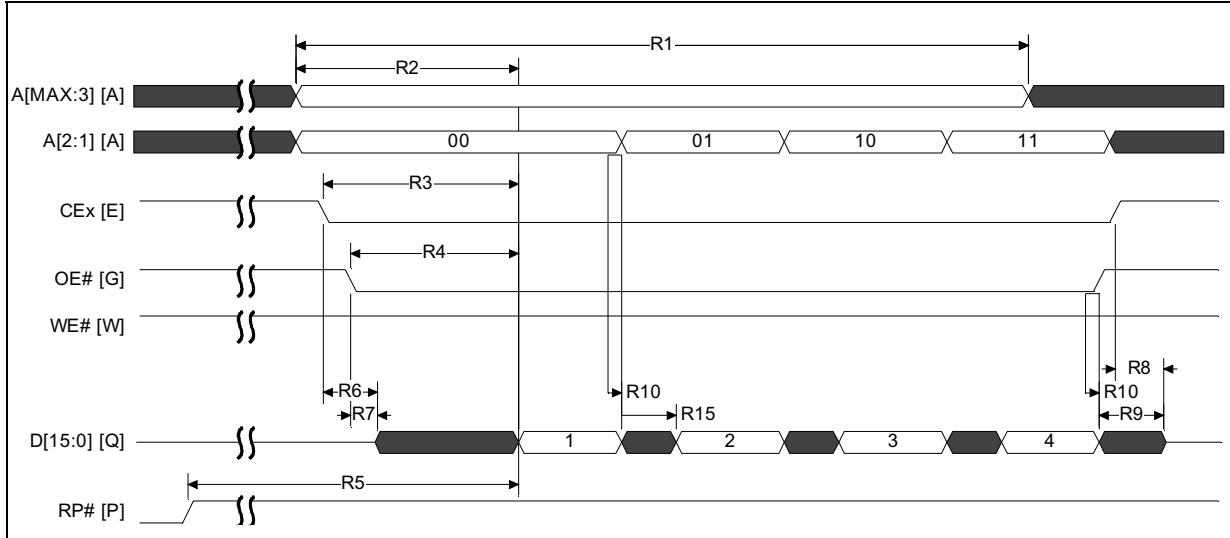 R1
R2
A[MAX:3] [A]
A[2:1] [A]
00 01 10 11
R3
CEx [E]
R4
OE# [G]
WE# [W]
R6 R10 R8 R10
R7 R15 R9
D[15:0] [Q]
1 2 3 4
R5
RP# [P]